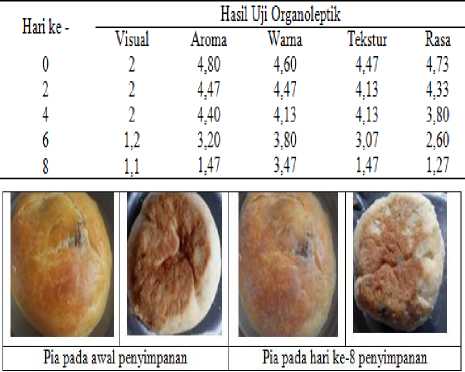 Hari ke - Hasil Uji Organoleptik
Visual Aroma Warna Tekstur Rasa
0 2 4,80 4,60 4,47 4,73
2 2 4,47 4,47 4,13 4,33
4 2 4,40 4,13 4,13 3,80
6 1,2 3,20 3,80 3,07 2,60
8 1,1 1,47 3,47 1,47 1,27
Pia pada awal penyimpanan Pia pada hari ke-8 penyimpanan